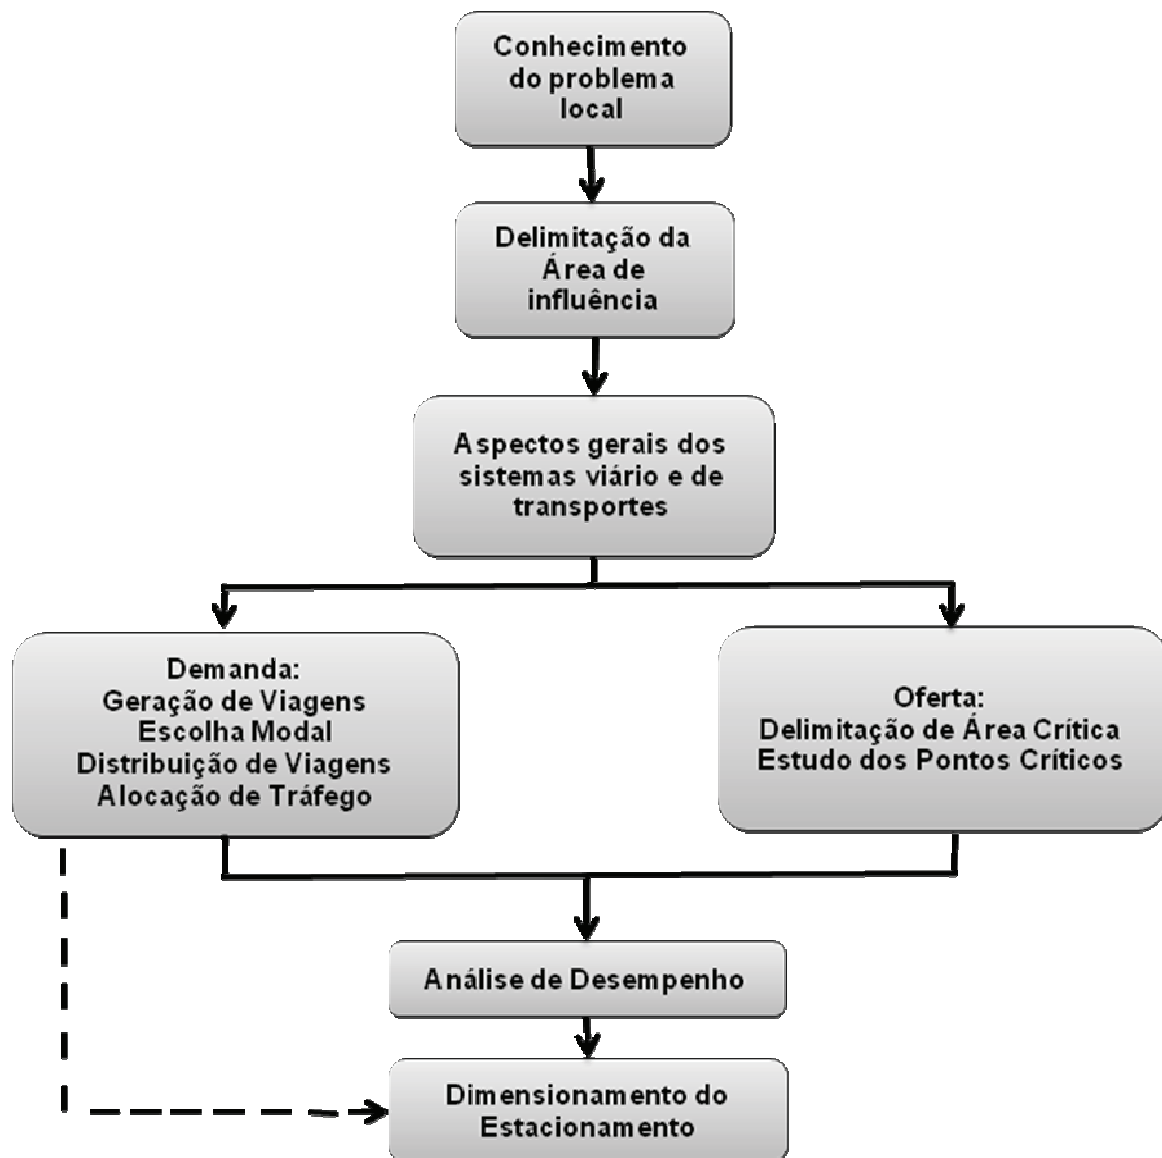 Conhecimento
do problema
local
Delimitação da
Área de
influência
Aspectos gerais dos
sistemas viário e de
transportes
Demanda:
Geração de Viagens
Escolha Modal
Distribuição de Viagens
Alocação de Tráfego
Oferta:
Delimitação de Área Crítica
Estudo dos Pontos Críticos
Análise de Desempenho
Dimensionamento do
Estacionamento